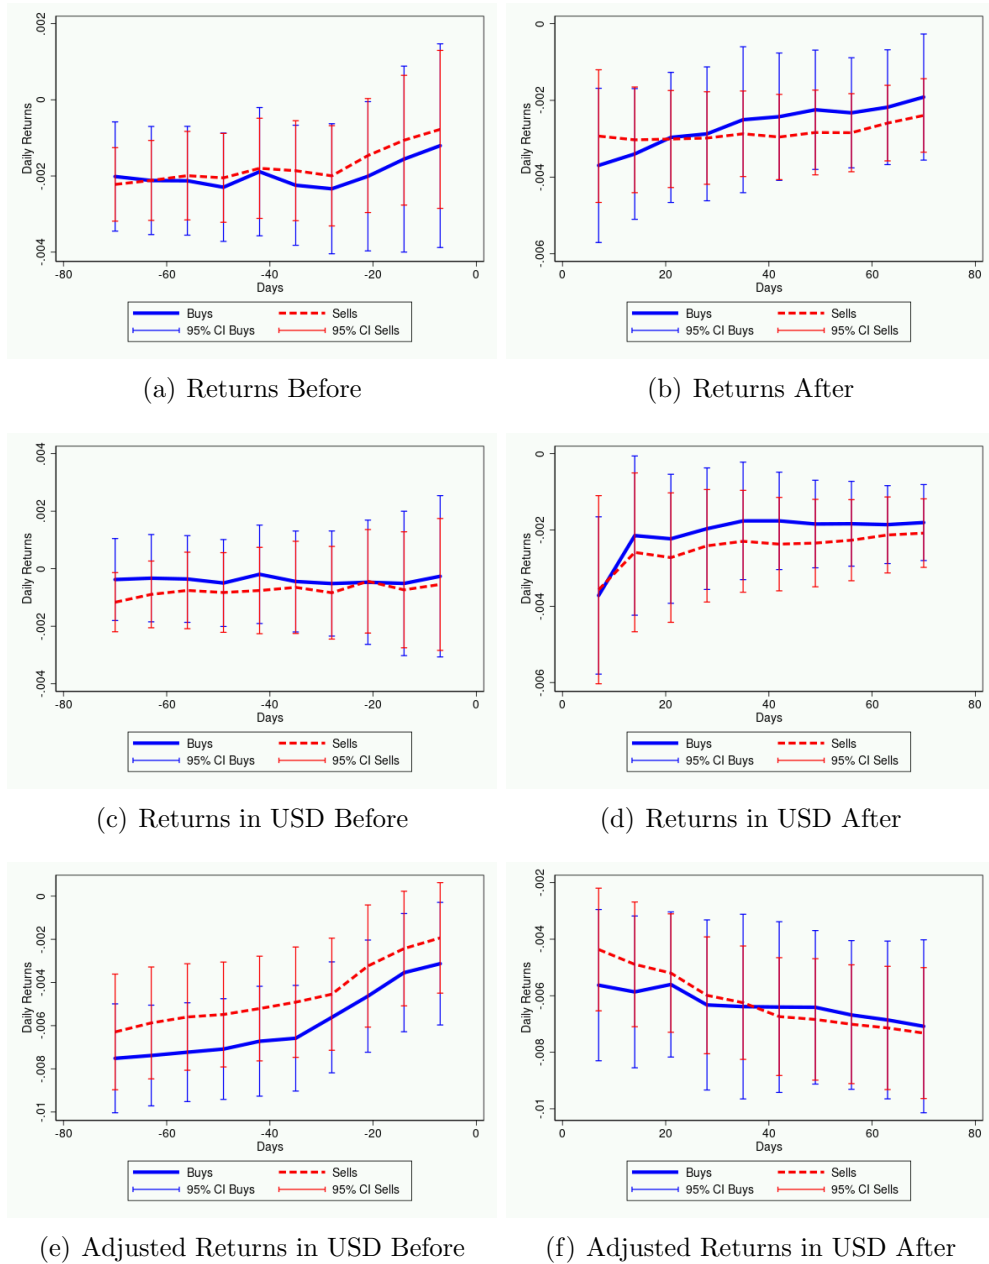 .002
0
-.002
-.004
Daily Returns
-80
-60
-40
-20
0
Days
Buys
Sells
95% CI Buys
95% CI Sells
(a) Returns Before
0
-.002
-.004
-.006
Daily Returns
0
20
40
60
80
Days
Buys
Sells
95% CI Buys
95% CI Sells
(b) Returns After
.004
.002
0
-.002
-.004
Daily Returns
-80
-60
-40
-20
0
Days
Buys
Sells
95% CI Buys
95% CI Sells
(c) Returns in USD Before
0
-.002
-.004
-.006
Daily Returns
0
20
40
60
80
Days
Buys
Sells
95% CI Buys
95% CI Sells
(d) Returns in USD After
0
-.002
-.004
-.006
-.008
-.01
Daily Returns
-80
-60
-40
-20
0
Days
Buys
Sells
95% CI Buys
95% CI Sells
(e) Adjusted Returns in USD Before
-.002
-.004
-.006
-.008
-.01
Daily Returns
0
20
40
60
80
Days
Buys
Sells
95% CI Buys
95% CI Sells
(f) Adjusted Returns in USD After